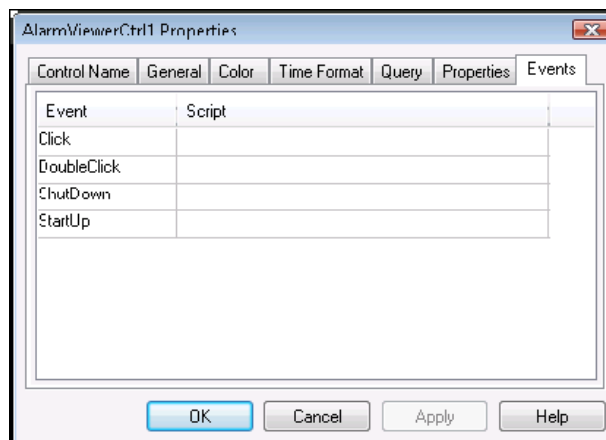 AlarmViewerCtrl1 Properties
Control Name General Color Time Format Query Properties Events
Event Script
Click
DoubleClick
ShutDown
StartUp
OK Cancel Apply Help